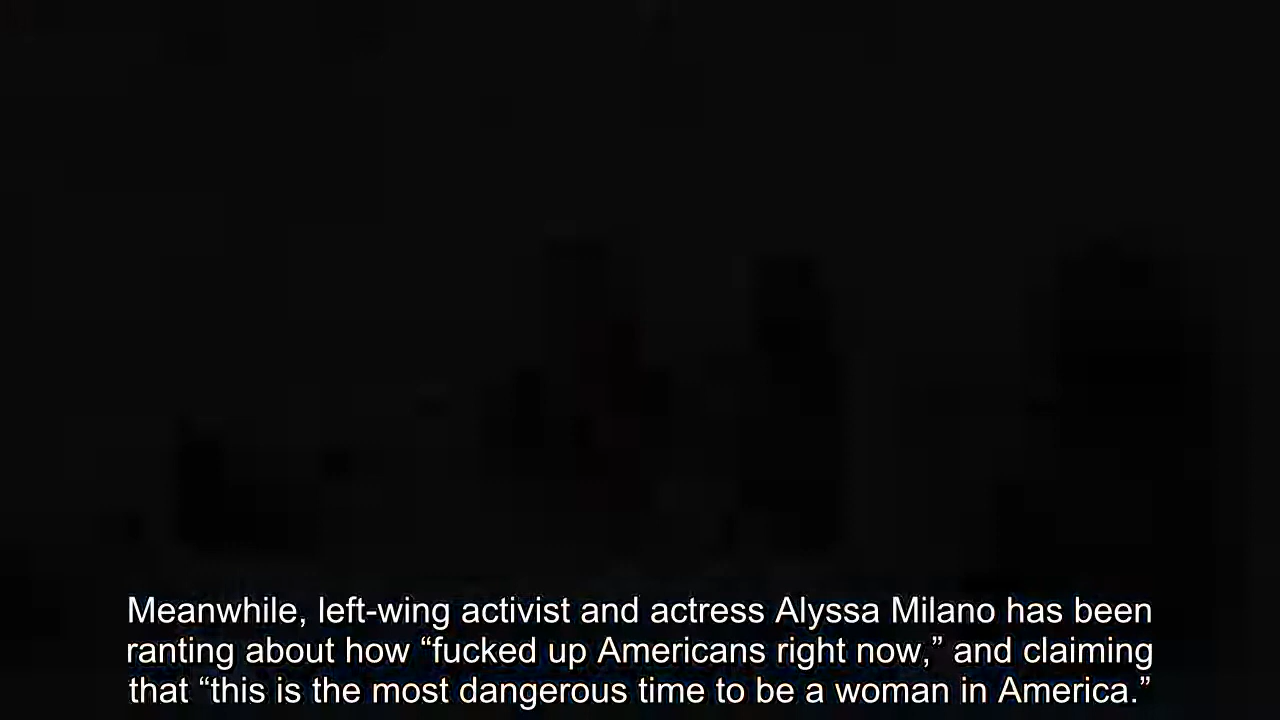 Meanwhile, left-wing activist and actress Alyssa Milano has been
ranting about how “fucked up Americans right now,” and claiming
that “this is the most dangerous time to be a woman in America.”